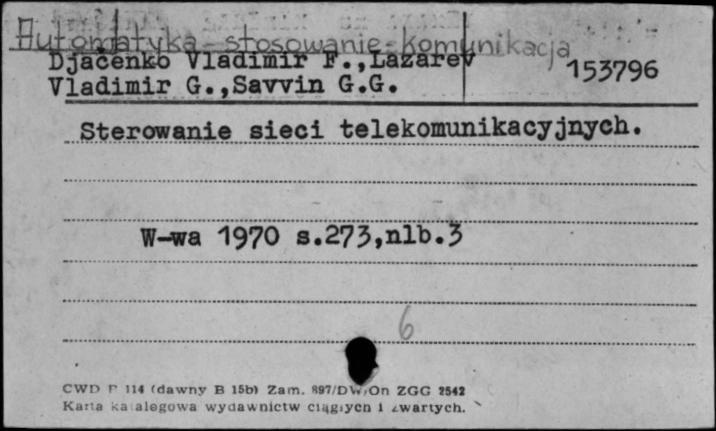 Automatyka - stosowanie - komunikacja
Djačenko Vladimir F.,Lazarev
153796
Vladimir G.,Savvin G.G.
Sterowanie sieci telekomunikacyjnych.
W-wa 1970 s.273,nlb.3
6
CWD P 114 (dawny B 15b) Zam. 897/DW/On ZGG 2542
Karta katalogowa wydawnictw ciągłych i zwartych.